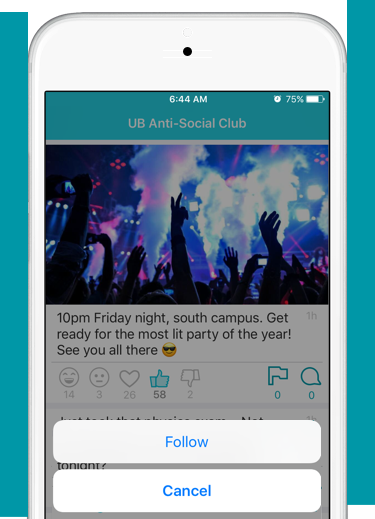 6:44 AM 75%
UB Anti-Social Club
10pm Friday night, south campus. Get 1h
ready for the most lit party of the year!
See you all there 😎
14 3 26 58 2 0 0
Just took that physics exam... Not 1h
Follow
tonight?
Cancel